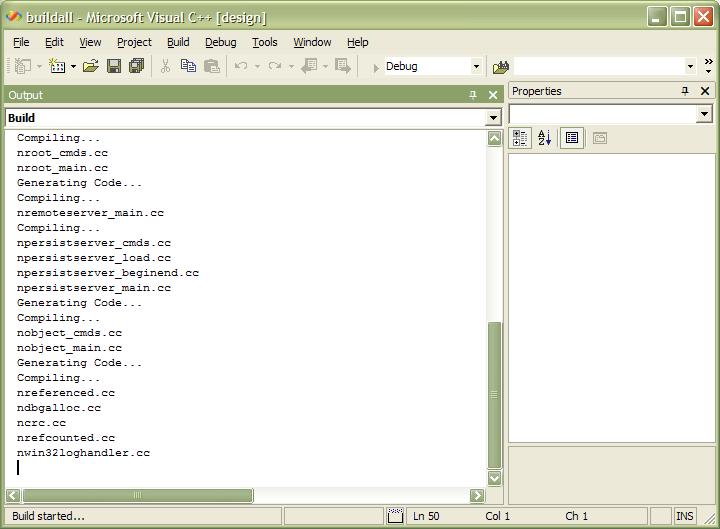 buildall - Microsoft Visual C++ [design]
File Edit View Project Build Debug Tools Window Help
Debug
Output
Properties
Build
Compiling...
nroot_cmds.cc
nroot_main.cc
Generating Code...
Compiling...
nremoteserver_main.cc
Compiling...
npersistserver_cmds.cc
npersistserver_load.cc
npersistserver_beginend.cc
npersistserver_main.cc
Generating Code...
Compiling...
nobject_cmds.cc
nobject_main.cc
Generating Code...
Compiling...
nreferenced.cc
ndbgalloc.cc
ncrc.cc
nrefcounted.cc
nwin32loghandler.cc
Build started... Ln 50 Col 1 Ch 1 INS